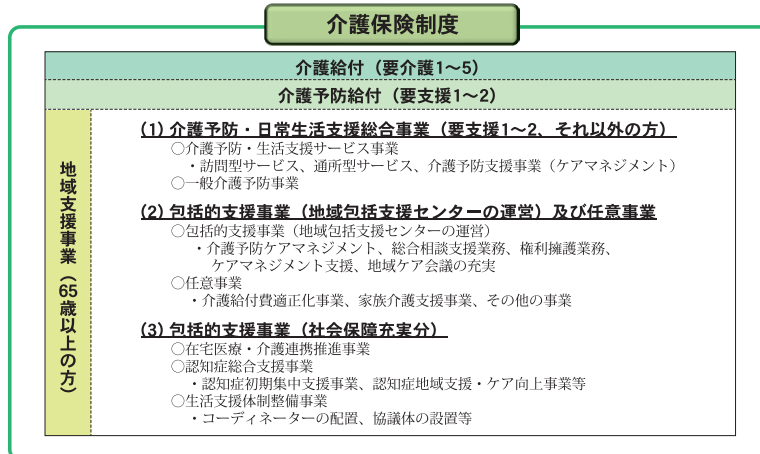 介護保険制度
介護給付（要介護1～5）
介護予防給付（要支援1～2）
地域支援事業（65歳以上の方）
(1) 介護予防・日常生活支援総合事業（要支援1～2、それ以外の方）
○介護予防・生活支援サービス事業
・訪問型サービス、通所型サービス、介護予防支援事業（ケアマネジメント）
○一般介護予防事業
(2) 包括的支援事業（地域包括支援センターの運営）及び任意事業
○包括的支援事業（地域包括支援センターの運営）
・介護予防ケアマネジメント、総合相談支援業務、権利擁護業務、
ケアマネジメント支援、地域ケア会議の充実
○任意事業
・介護給付費適正化事業、家族介護支援事業、その他の事業
(3) 包括的支援事業（社会保障充実分）
○在宅医療・介護連携推進事業
○認知症総合支援事業
・認知症初期集中支援事業、認知症地域支援・ケア向上事業等
○生活支援体制整備事業
・コーディネーターの配置、協議体の設置等